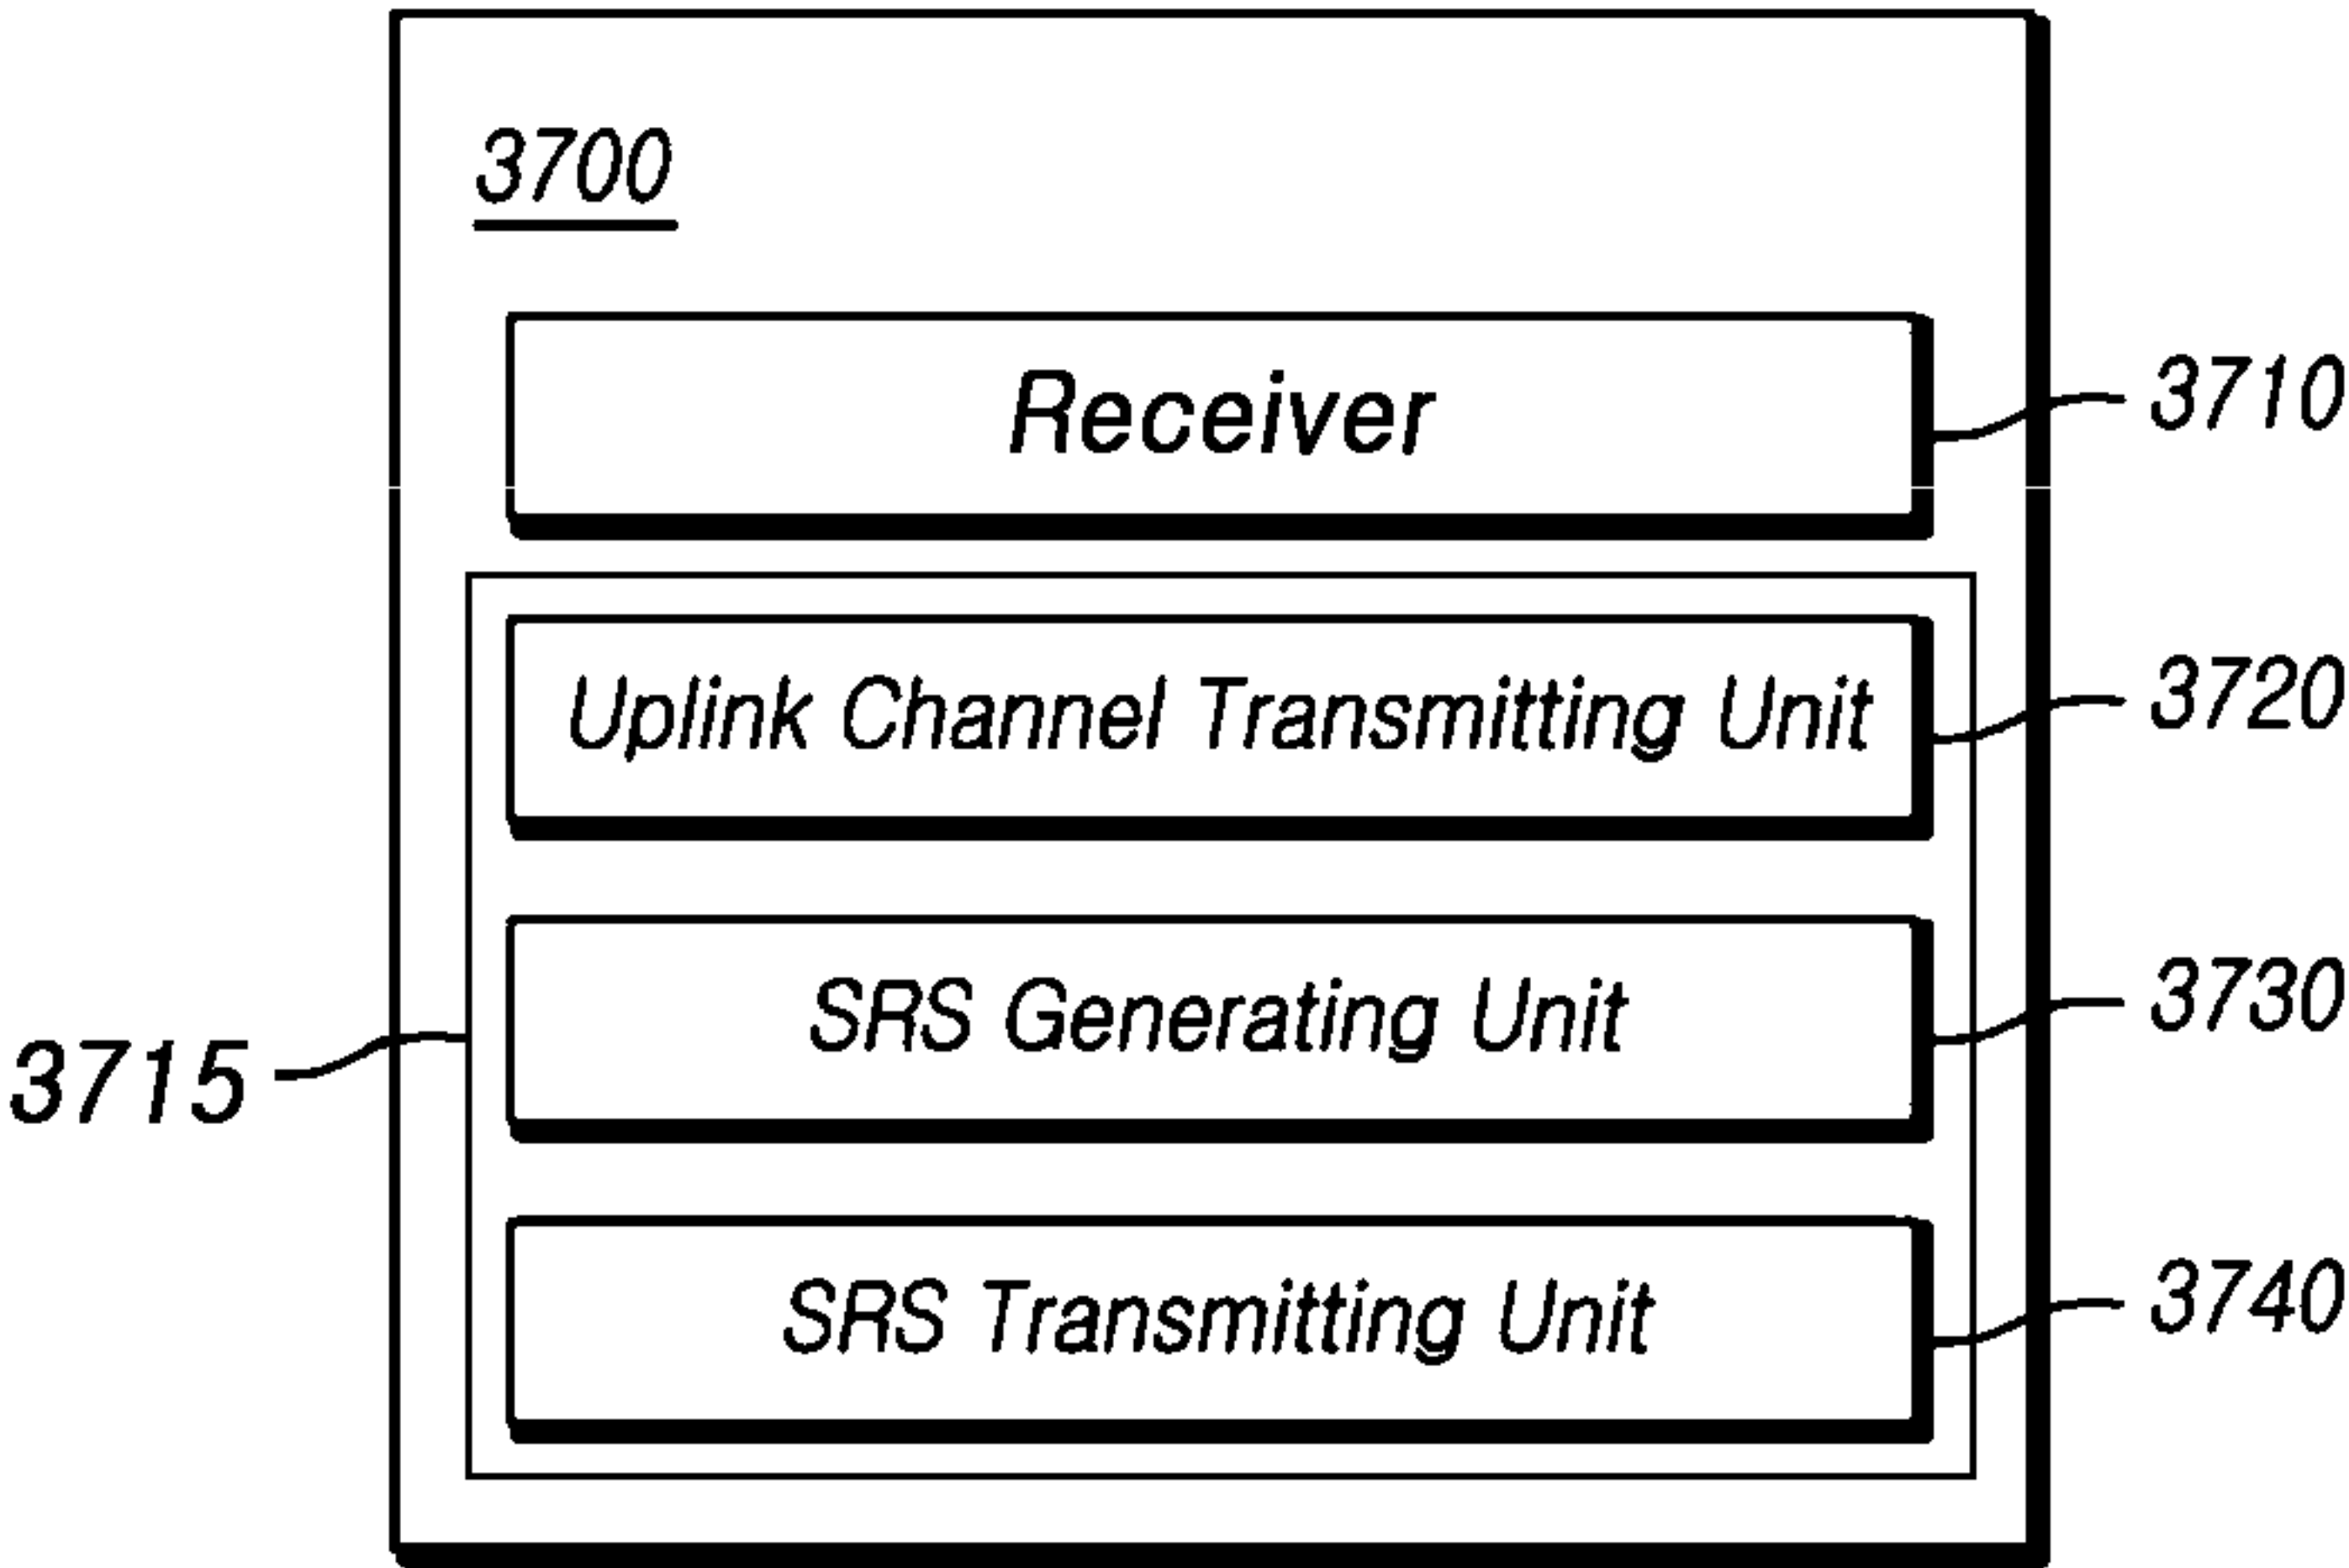 3700
Receiver
3710
Uplink Channel Transmitting Unit
3720
SRS Generating Unit
3730
3715
SRS Transmitting Unit
3740